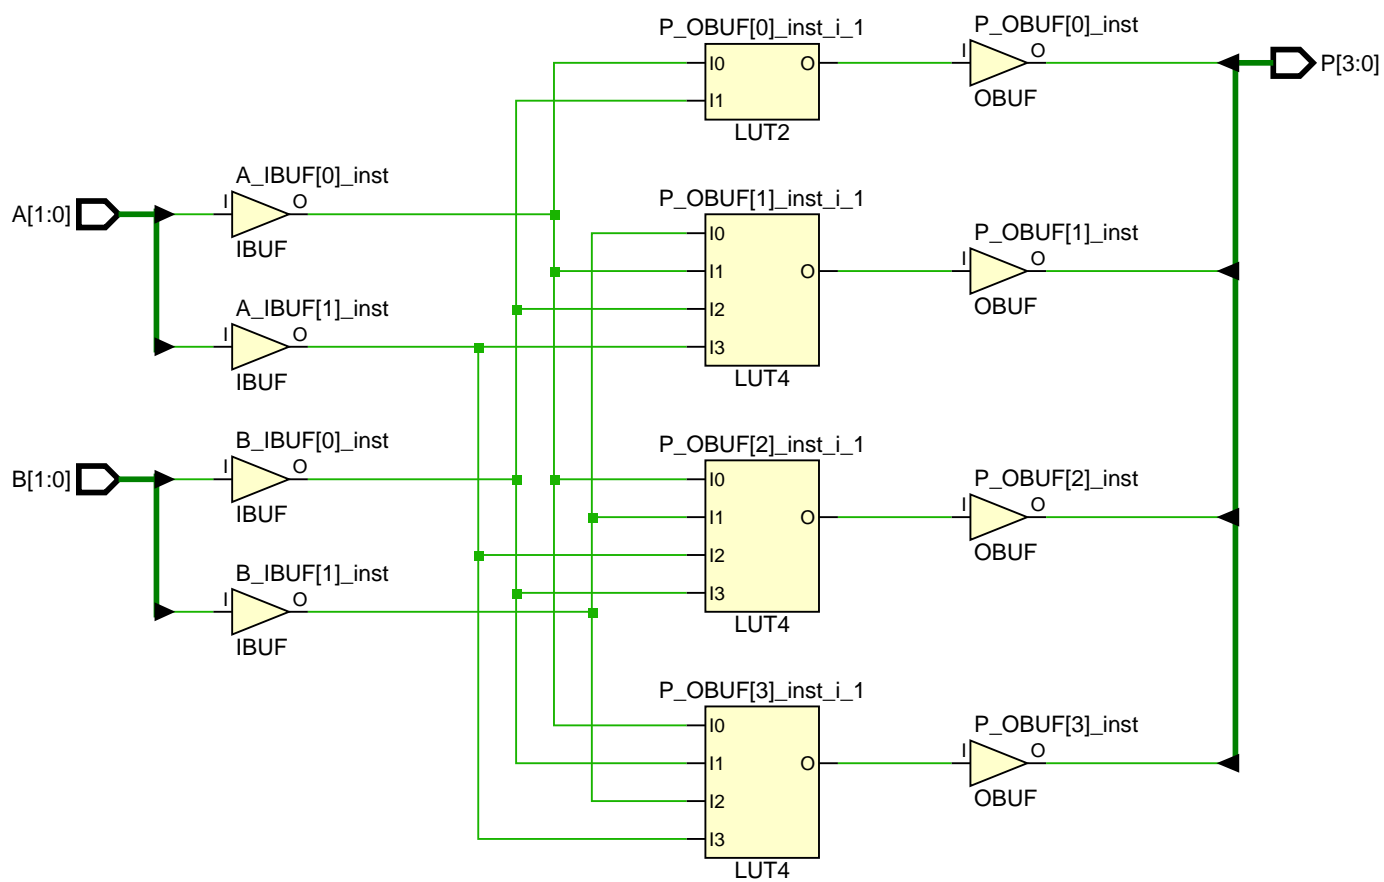 P_OBUF[0]_inst_i_1
P_OBUF[0]_inst
I0
O
I
O
P[3:0]
I1
OBUF
LUT2
A_IBUF[0]_inst
P_OBUF[1]_inst_i_1
A[1:0]
I
O
IBUF
I0
P_OBUF[1]_inst
I1
O
I
O
I2
OBUF
A_IBUF[1]_inst
I
O
I3
IBUF
LUT4
B_IBUF[0]_inst
P_OBUF[2]_inst_i_1
B[1:0]
I
O
I0
P_OBUF[2]_inst
IBUF
I1
O
I
O
I2
OBUF
B_IBUF[1]_inst
I3
I
O
LUT4
IBUF
P_OBUF[3]_inst_i_1
I0
P_OBUF[3]_inst
I1
O
I
O
I2
OBUF
I3
LUT4